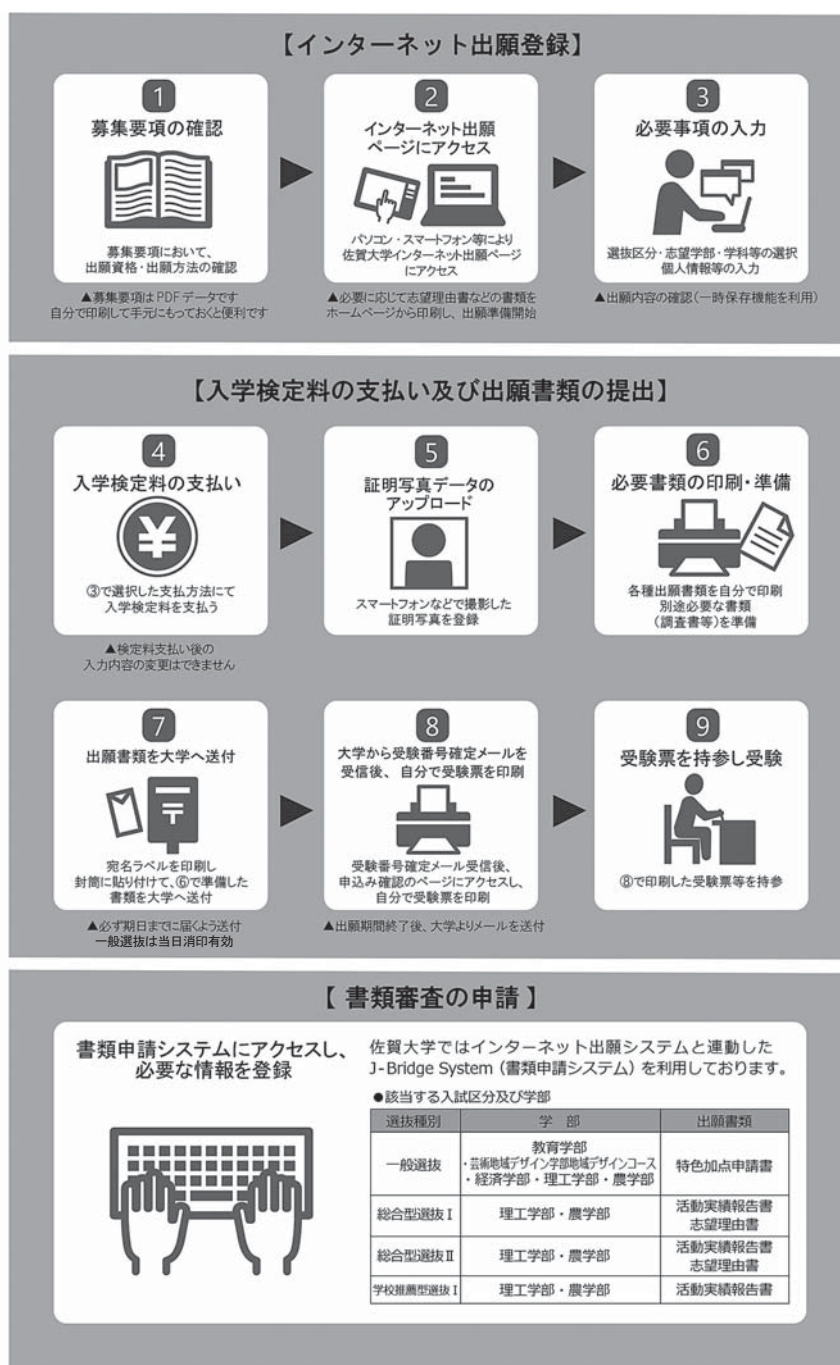 【インターネット出願登録】
1
募集要項の確認
募集要項において、
出願資格・出願方法の確認
▲募集要項はPDFデータです
自分で印刷して手元にもっておくと便利です
2
インターネット出願
ページにアクセス
パソコン・スマートフォン等により
佐賀大学インターネット出願ページ
にアクセス
▲必要に応じて志望理由書などの書類を
ホームページから印刷し、出願準備開始
3
必要事項の入力
選抜区分・志望学部・学科等の選択
個人情報等の入力
▲出願内容の確認(一時保存機能を利用)
【入学検定料の支払い及び出願書類の提出】
4
入学検定料の支払い
¥
③で選択した支払方法にて
入学検定料を支払う
▲検定料支払い後の
入力内容の変更はできません
5
証明写真データの
アップロード
スマートフォンなどで撮影した
証明写真を登録
6
必要書類の印刷・準備
各種出願書類を自分で印刷
別途必要な書類
(調査書等)を準備
7
出願書類を大学へ送付
〒
宛名ラベルを印刷し
封筒に貼り付けて、⑥で準備した
書類を大学へ送付
▲必ず期日までに届くよう送付
一般選抜は当日消印有効
8
大学から受験番号確定メールを
受信後、自分で受験票を印刷
受験番号確定メール受信後、
申込み確認のページにアクセスし、
自分で受験票を印刷
▲出願期間終了後、大学よりメールを送付
9
受験票を持参し受験
⑧で印刷した受験票等を持参
【書類審査の申請】
書類申請システムにアクセスし、
必要な情報を登録
佐賀大学ではインターネット出願システムと連動した
J-Bridge System(書類申請システム)を利用しております。
●該当する入試区分及び学部
選抜種別 学 部 出願書類
一般選抜 教育学部
・芸術地域デザイン学部地域デザインコース
・経済学部・理工学部・農学部 特色加点申請書
総合型選抜Ⅰ 理工学部・農学部 活動実績報告書
志望理由書
総合型選抜Ⅱ 理工学部・農学部 活動実績報告書
志望理由書
学校推薦型選抜Ⅰ 理工学部・農学部 活動実績報告書